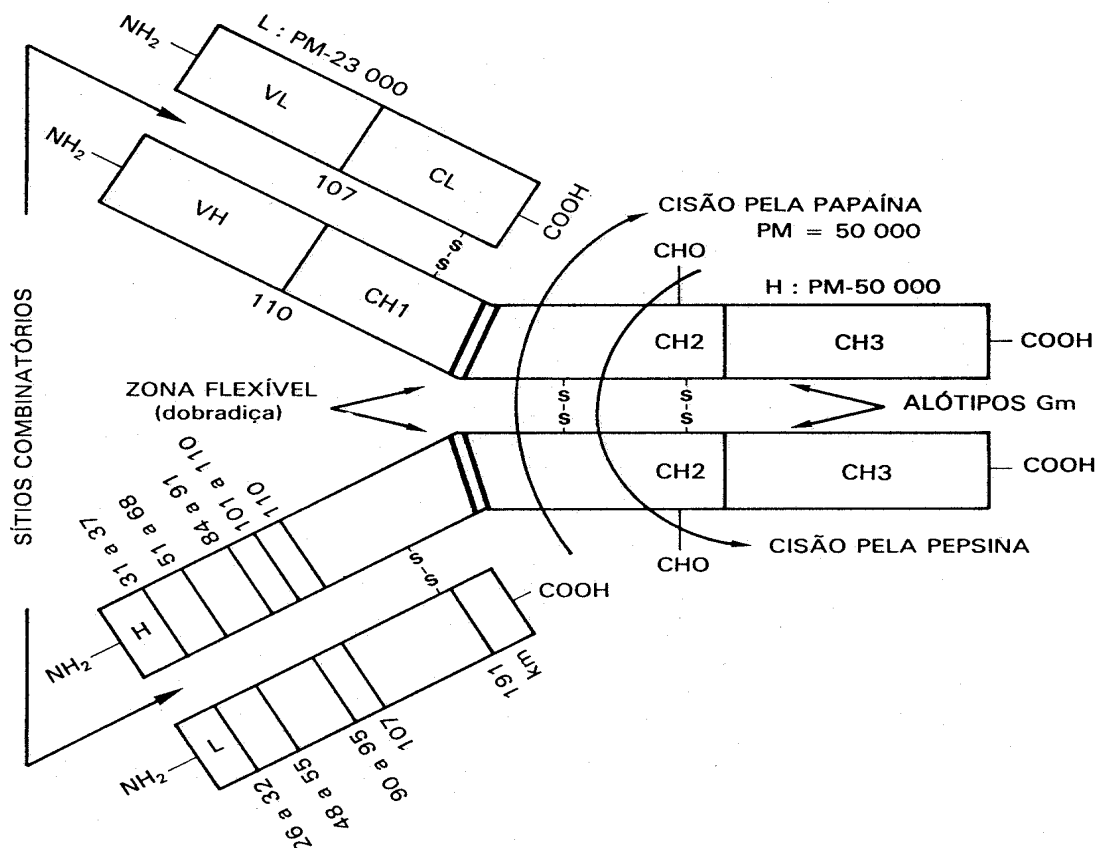 NH₂
L : PM-23 000
VL
CL
107
COOH
NH₂
VH
CH1
110
S
S
CISÃO PELA PAPAÍNA
PM = 50 000
CHO
H : PM-50 000
CH2
CH3
COOH
ZONA FLEXÍVEL
(dobradiça)
S
S
S
S
ALÓTIPOS Gm
SÍTIOS COMBINATÓRIOS
CH2
CH3
COOH
CISÃO PELA PEPSINA
CHO
31 a 37
51 a 68
84 a 91
101 a 110
110
H
NH₂
S
S
COOH
191
km
L
NH₂
26 a 32
48 a 55
90 a 95
107